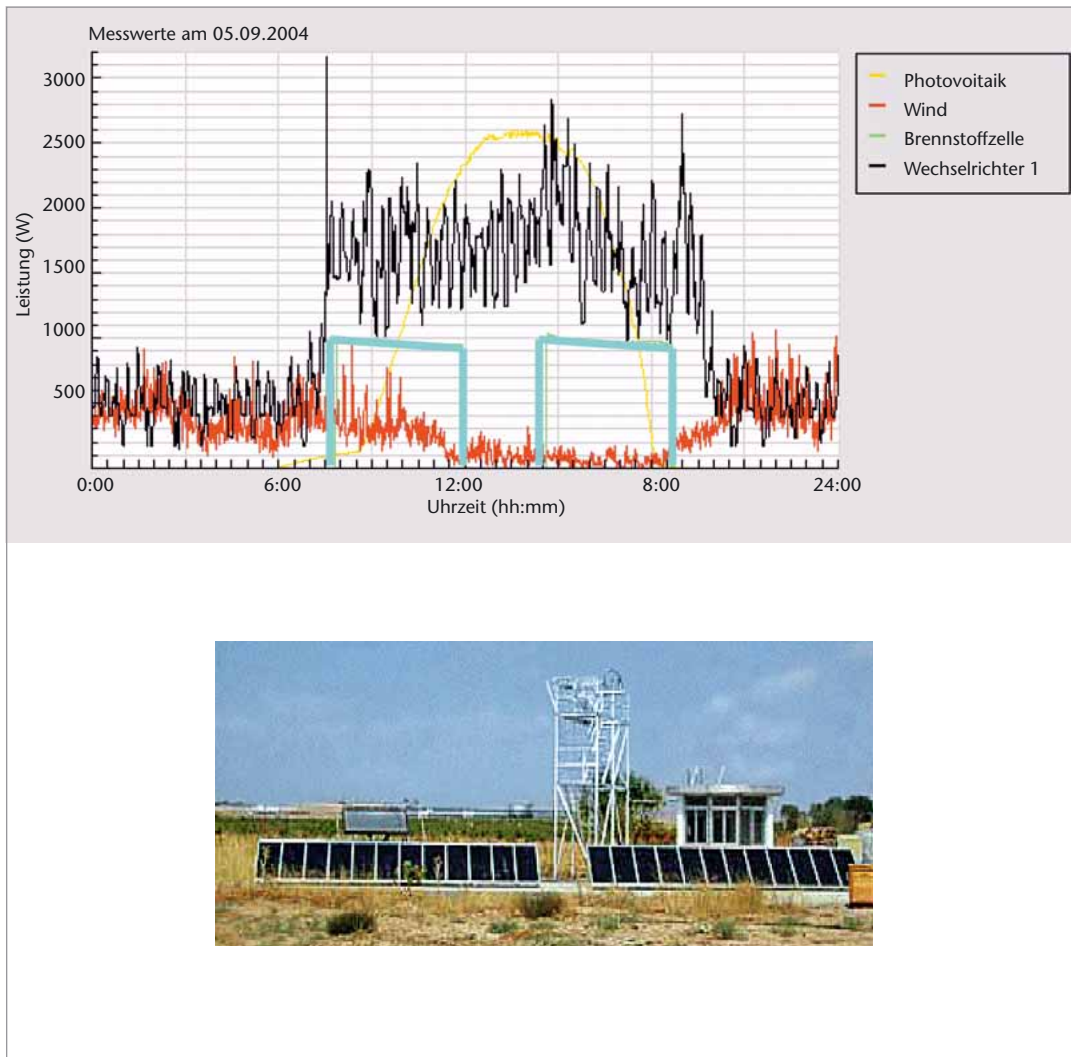 Messwerte am 05.09.2004
3000
2500
2000
1500
1000
500
Leistung (W)
0:00 6:00 12:00 8:00 24:00
Uhrzeit (hh:mm)
Photovoitaik
Wind
Brennstoffzelle
Wechselrichter 1